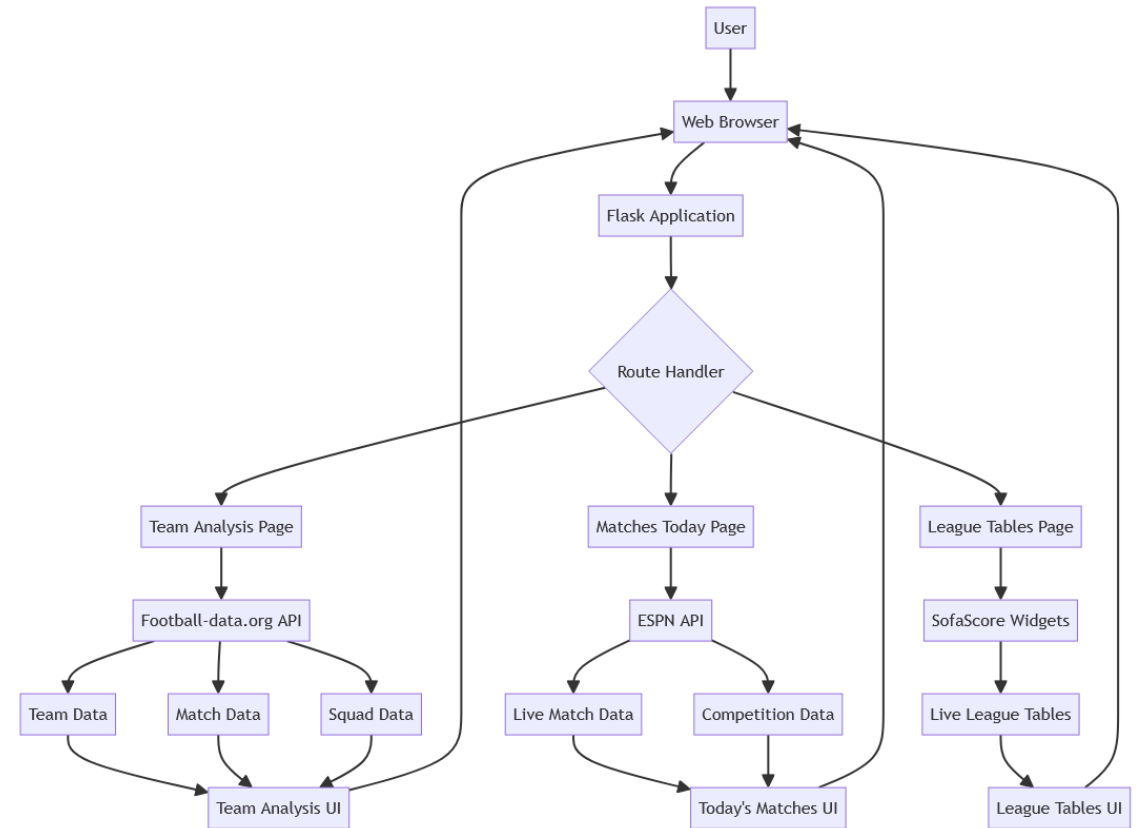 User
Web Browser
Flask Application
Route Handler
Team Analysis Page
Matches Today Page
League Tables Page
Football-data.org API
ESPN API
SofaScore Widgets
Team Data
Match Data
Squad Data
Live Match Data
Competition Data
Live League Tables
Team Analysis UI
Today's Matches UI
League Tables UI